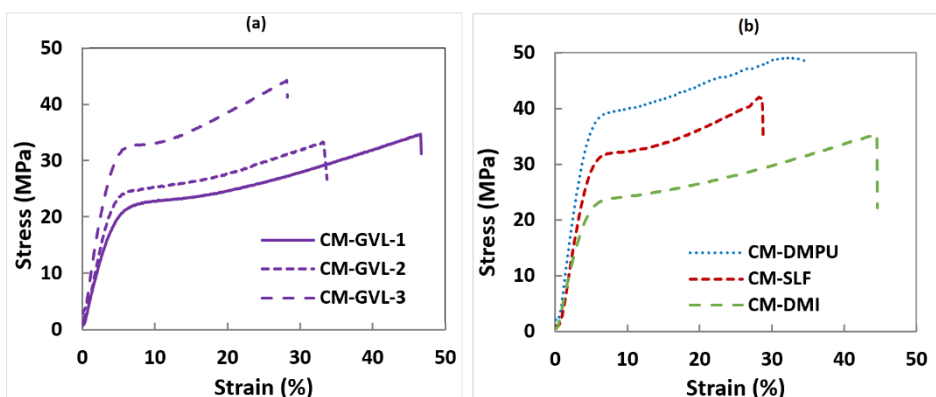 (a)
50
40
30
20
10
0
Stress (MPa)
CM-GVL-1
CM-GVL-2
CM-GVL-3
0 10 20 30 40 50
Strain (%)
(b)
50
40
30
20
10
0
Stress (MPa)
CM-DMPU
CM-SLF
CM-DMI
0 10 20 30 40 50
Strain (%)